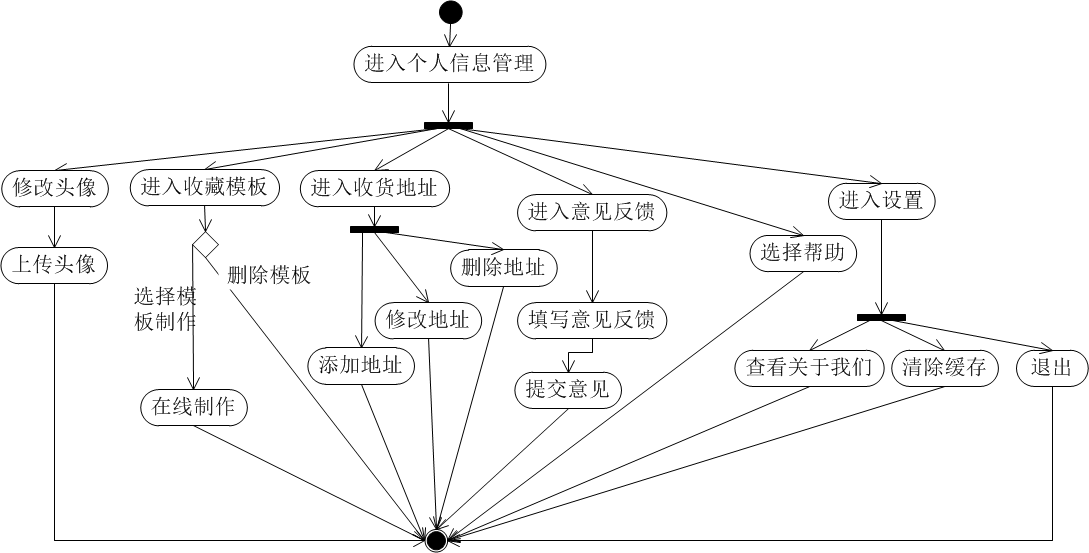 进入个人信息管理
修改头像
进入收藏模板
进入收货地址
进入意见反馈
进入设置
上传头像
删除模板
删除地址
选择帮助
选择模
板制作
修改地址
填写意见反馈
添加地址
查看关于我们
清除缓存
退出
在线制作
提交意见